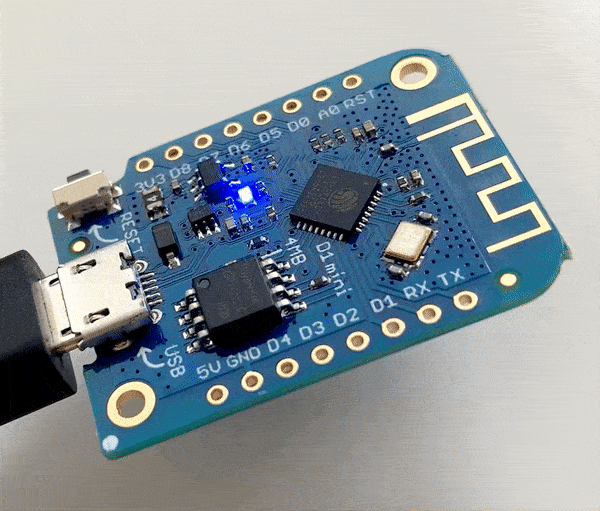 3V3 D8 D6 D5 D0 A0 RST
RESET
4MB
D1 mini
USB
5V GND D4 D3 D2 D1 RX TX